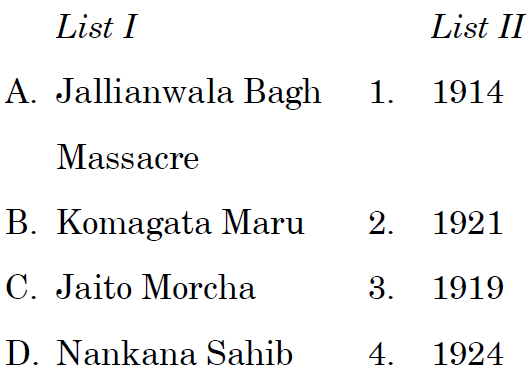 List I List II
A. Jallianwala Bagh 1. 1914
Massacre
B. Komagata Maru 2. 1921
C. Jaito Morcha 3. 1919
D. Nankana Sahib 4. 1924